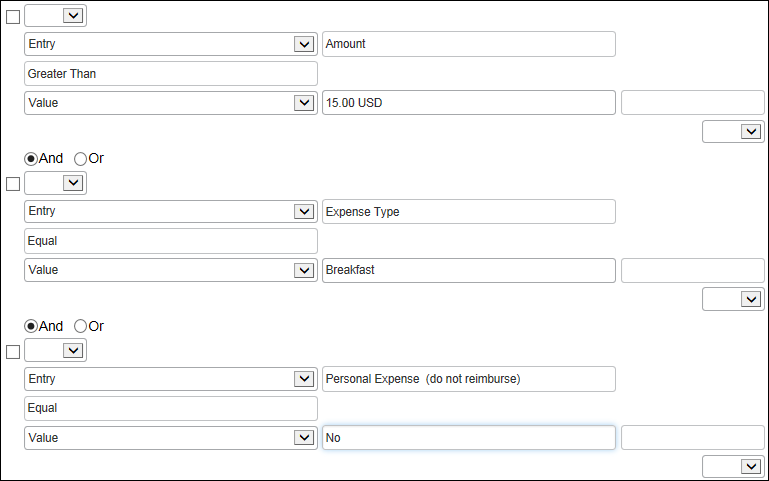 Entry Amount
Greater Than
Value 15.00 USD
And Or
Entry Expense Type
Equal
Value Breakfast
And Or
Entry Personal Expense (do not reimburse)
Equal
Value No